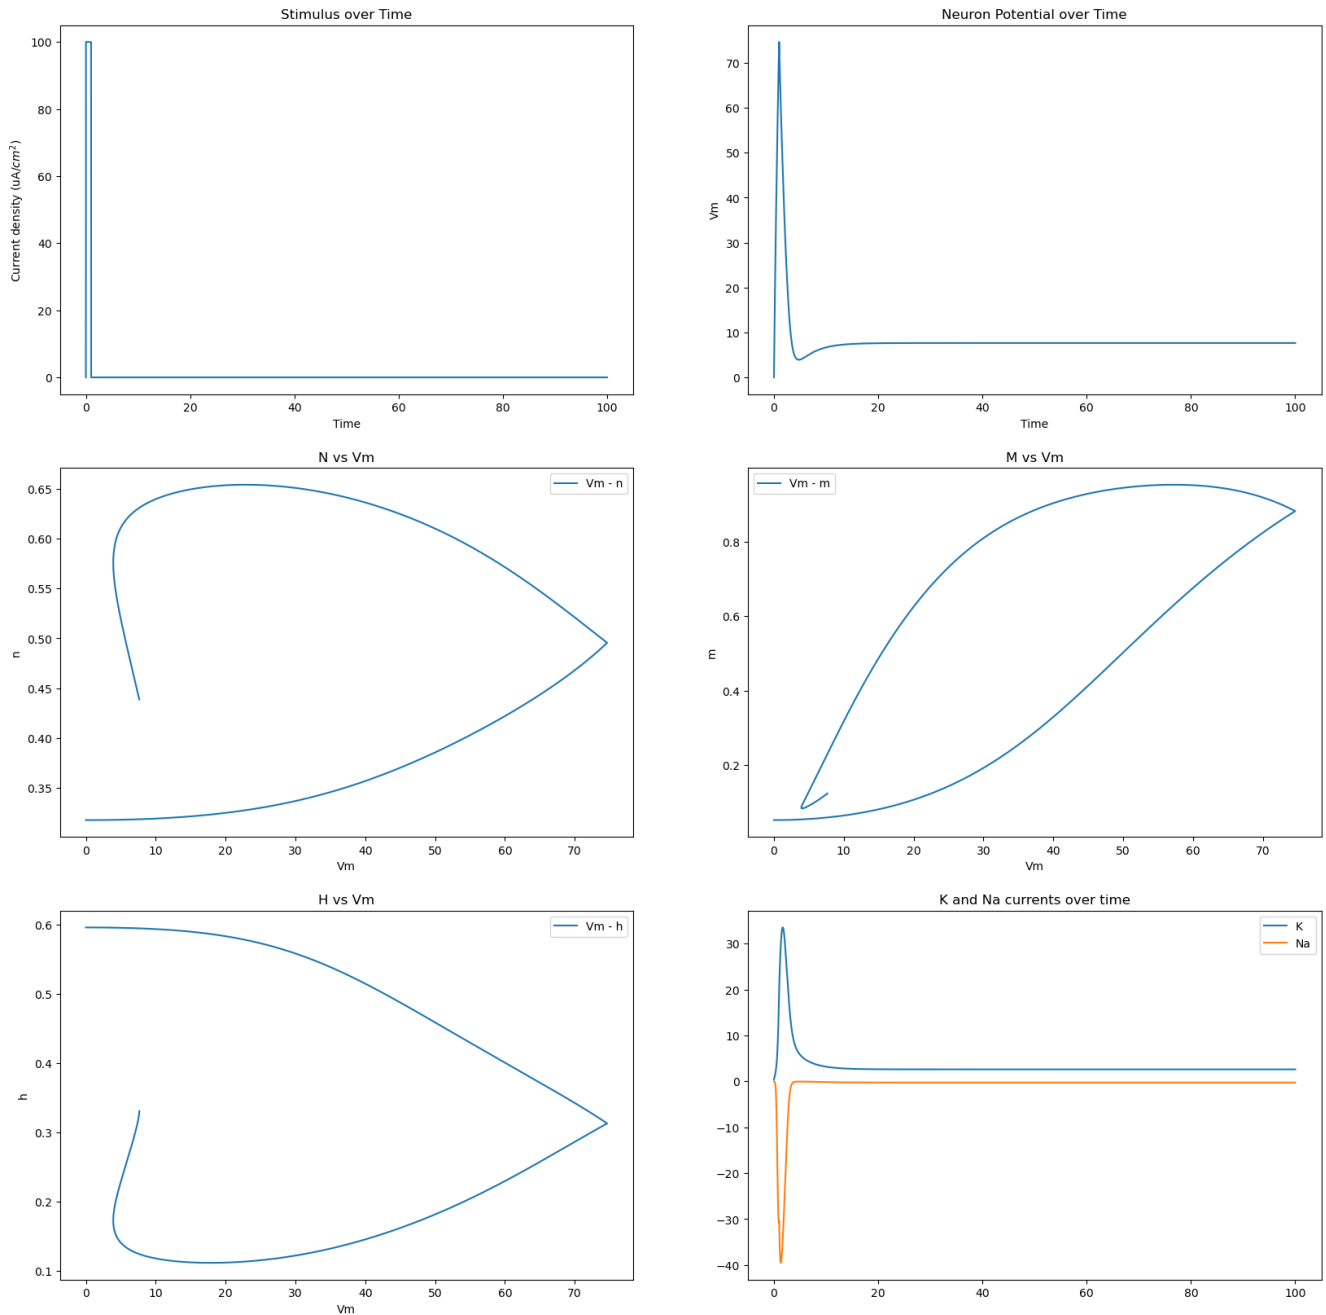 Stimulus over Time
Current density (uA/cm²)
100
80
60
40
20
0
0 20 40 60 80 100
Time
Neuron Potential over Time
Vm
70
60
50
40
30
20
10
0
0 20 40 60 80 100
Time
N vs Vm
Vm - n
n
0.65
0.60
0.55
0.50
0.45
0.40
0.35
0 10 20 30 40 50 60 70
Vm
M vs Vm
Vm - m
m
0.8
0.6
0.4
0.2
0 10 20 30 40 50 60 70
Vm
H vs Vm
Vm - h
h
0.6
0.5
0.4
0.3
0.2
0.1
0 10 20 30 40 50 60 70
Vm
K and Na currents over time
K
Na
30
20
10
0
−10
−20
−30
−40
0 20 40 60 80 100